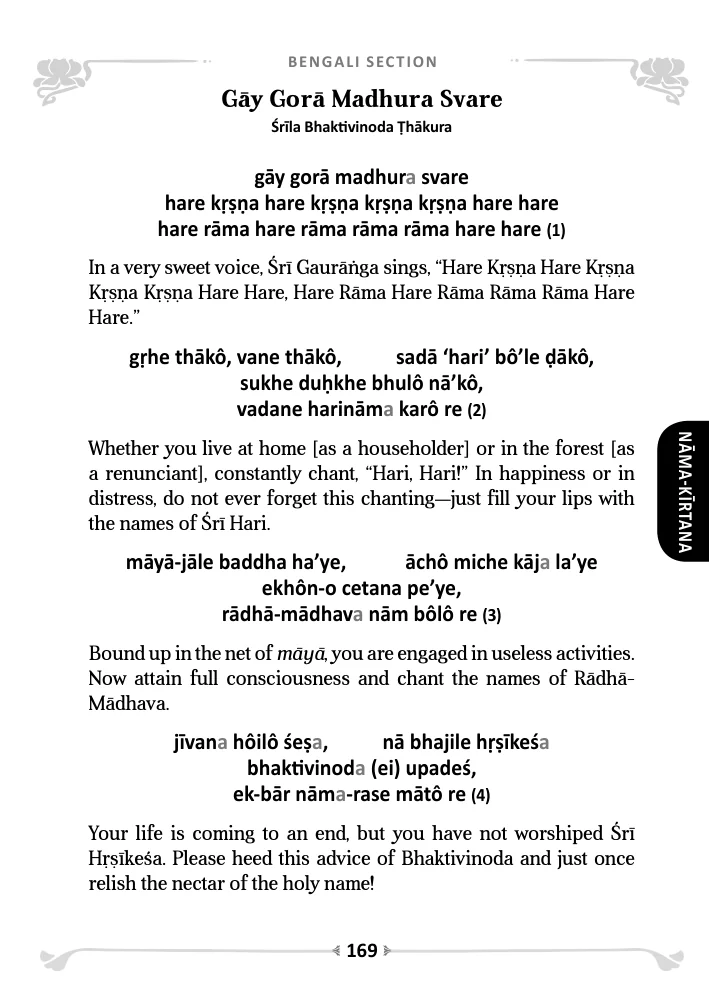 BENGALI SECTION
Gāy Gorā Madhura Svare
Śrīla Bhaktivinoda Ṭhākura
gāy gorā madhura svare
hare kṛṣṇa hare kṛṣṇa kṛṣṇa kṛṣṇa hare hare
hare rāma hare rāma rāma rāma hare hare (1)
In a very sweet voice, Śrī Gaurāṅga sings, “Hare Kṛṣṇa Hare Kṛṣṇa
Kṛṣṇa Kṛṣṇa Hare Hare, Hare Rāma Hare Rāma Rāma Rāma Hare
Hare.”
gṛhe thākô, vane thākô, sadā ‘hari’ bô’le ḍākô,
sukhe duḥkhe bhulô nā’kô,
vadane harināma karô re (2)
Whether you live at home [as a householder] or in the forest [as
a renunciant], constantly chant, “Hari, Hari!” In happiness or in
distress, do not ever forget this chanting—just fill your lips with
the names of Śrī Hari.
māyā-jāle baddha ha’ye, āchô miche kāja la’ye
ekhôn-o cetana pe’ye,
rādhā-mādhava nām bôlô re (3)
Bound up in the net of māyā, you are engaged in useless activities.
Now attain full consciousness and chant the names of Rādhā-
Mādhava.
jīvana hôilô śeṣa, nā bhajile hṛṣīkeśa
bhaktivinoda (ei) upadeś,
ek-bār nāma-rase mātô re (4)
Your life is coming to an end, but you have not worshiped Śrī
Hṛṣīkeśa. Please heed this advice of Bhaktivinoda and just once
relish the nectar of the holy name!
NĀMA-KĪRTANA
169